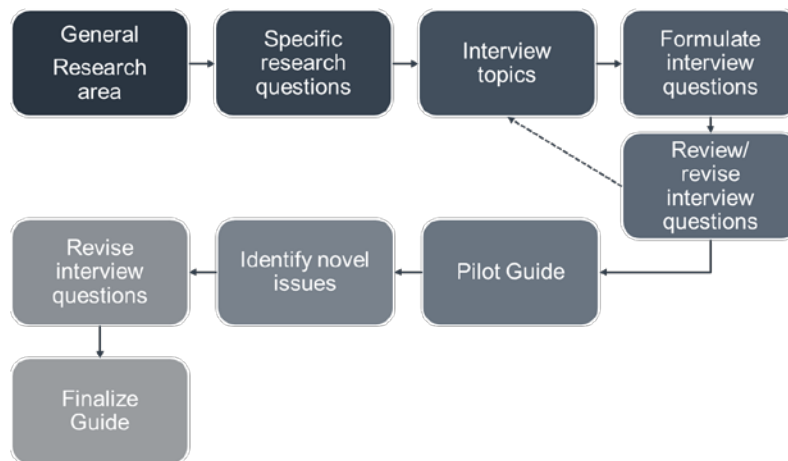 General
Research
area
Specific
research
questions
Interview
topics
Formulate
interview
questions
Review/
revise
interview
questions
Pilot Guide
Identify novel
issues
Revise
interview
questions
Finalize
Guide